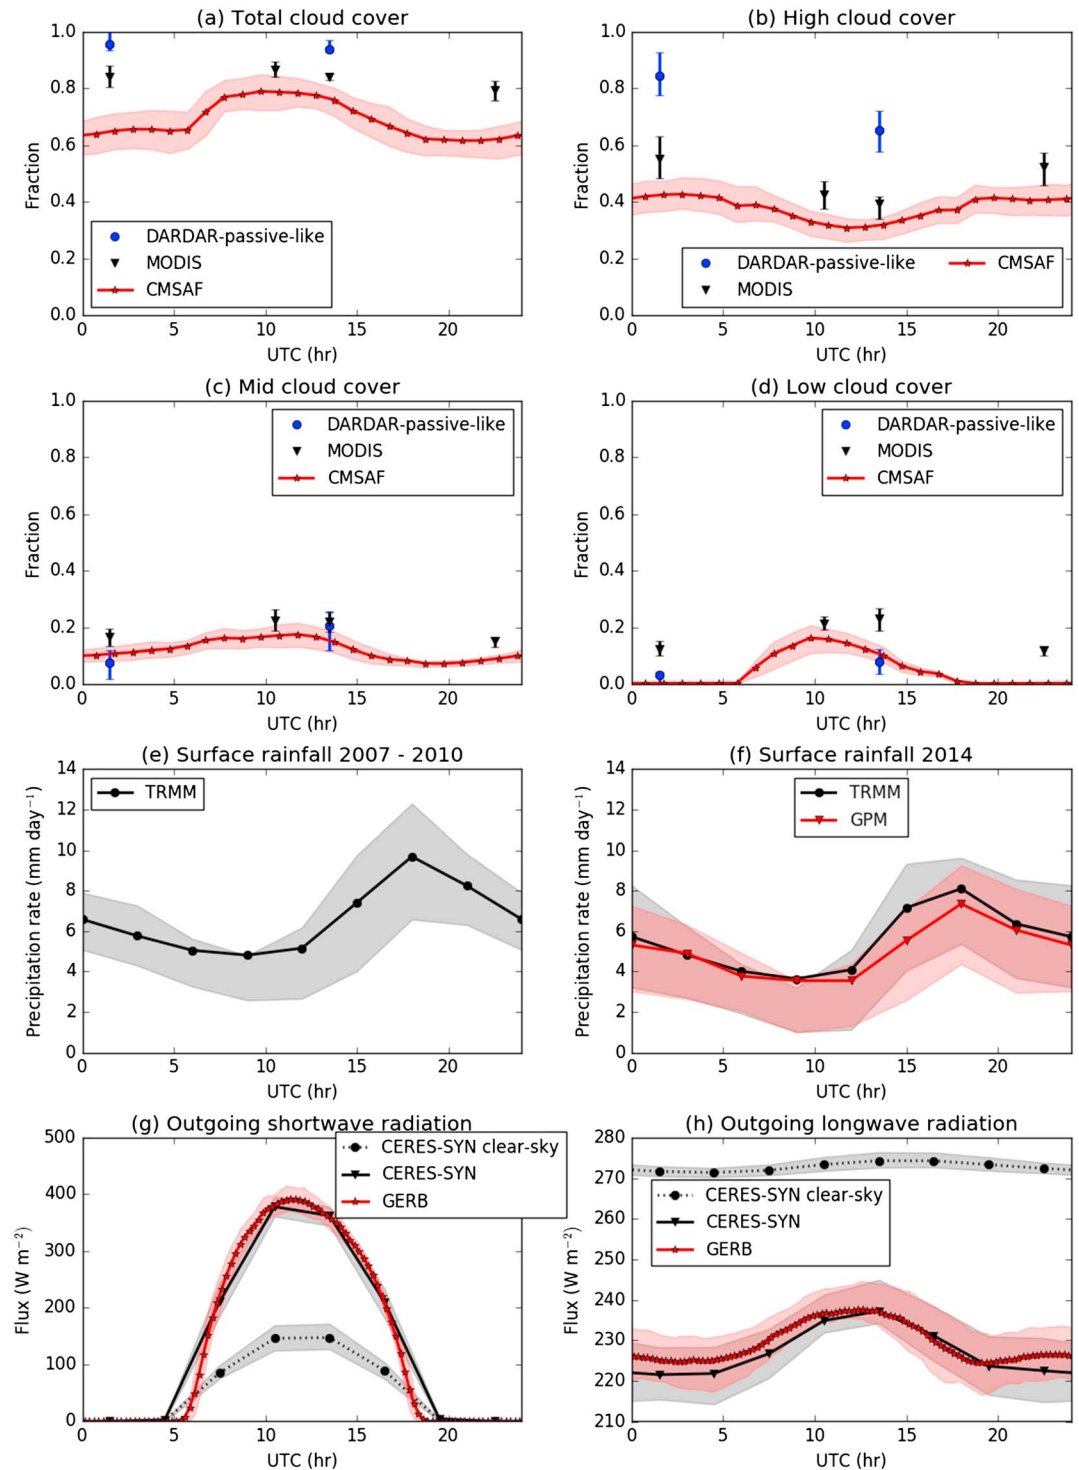 (a) Total cloud cover
1.0
0.8
0.6
0.4
0.2
0.0
Fraction
DARDAR-passive-like
MODIS
CMSAF
0 5 10 15 20
UTC (hr)
(b) High cloud cover
1.0
0.8
0.6
0.4
0.2
0.0
Fraction
DARDAR-passive-like CMSAF
MODIS
0 5 10 15 20
UTC (hr)
(c) Mid cloud cover
1.0
0.8
0.6
0.4
0.2
0.0
Fraction
DARDAR-passive-like
MODIS
CMSAF
0 5 10 15 20
UTC (hr)
(d) Low cloud cover
1.0
0.8
0.6
0.4
0.2
0.0
Fraction
DARDAR-passive-like
MODIS
CMSAF
0 5 10 15 20
UTC (hr)
(e) Surface rainfall 2007 - 2010
14
12
10
8
6
4
2
0
Precipitation rate (mm day⁻¹)
TRMM
0 5 10 15 20
UTC (hr)
(f) Surface rainfall 2014
14
12
10
8
6
4
2
0
Precipitation rate (mm day⁻¹)
TRMM
GPM
0 5 10 15 20
UTC (hr)
(g) Outgoing shortwave radiation
500
400
300
200
100
0
Flux (W m⁻²)
CERES-SYN clear-sky
CERES-SYN
GERB
0 5 10 15 20
UTC (hr)
(h) Outgoing longwave radiation
280
270
260
250
240
230
220
210
Flux (W m⁻²)
CERES-SYN clear-sky
CERES-SYN
GERB
0 5 10 15 20
UTC (hr)